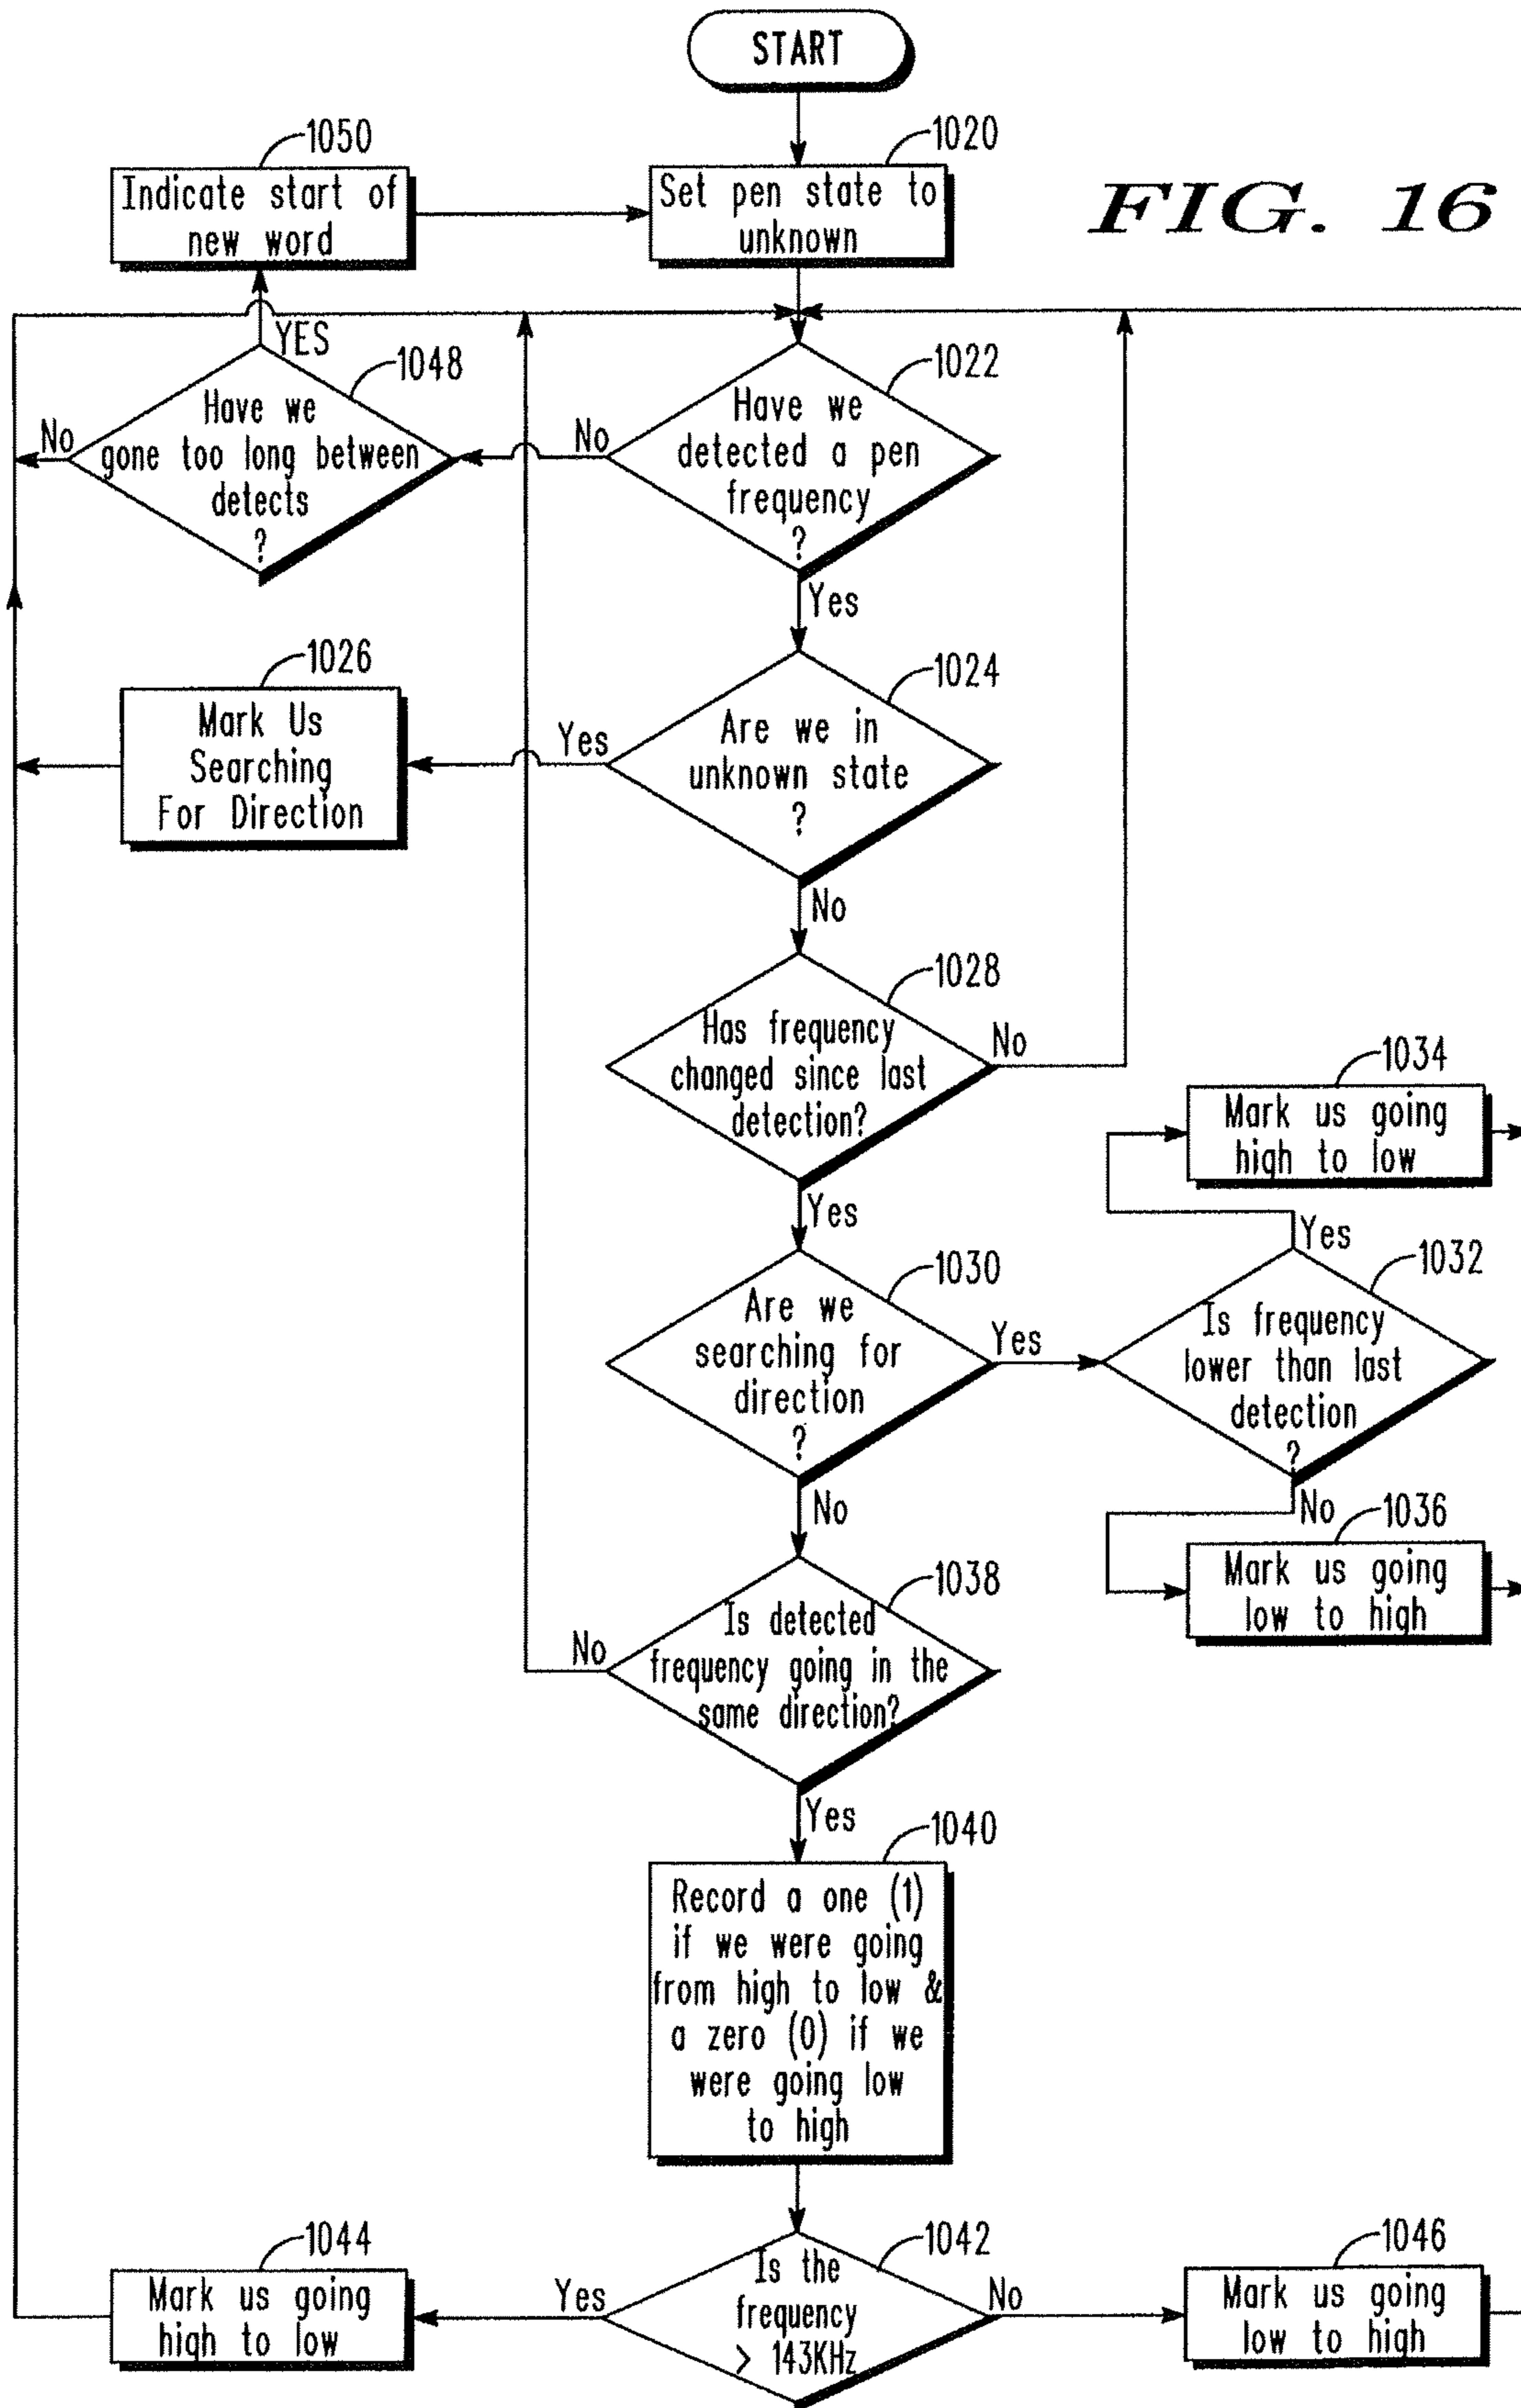 START
1050
1020
Indicate start of
new word
Set pen state to
unknown
FIG. 16
YES
1048
1022
Have we
gone too long between
detects
?
No
No
Have we
detected a pen
frequency
?
Yes
1026
1024
Mark Us
Searching
For Direction
Yes
Are we in
unknown state
?
No
1028
Has frequency
changed since last
detection?
No
1034
Mark us going
high to low
Yes
Yes
1030
1032
Are we
searching for
direction
?
Yes
Is frequency
lower than last
detection
?
No
No
1036
Mark us going
low to high
1038
No
Is detected
frequency going in the
same direction?
Yes
1040
Record a one (1)
if we were going
from high to low &
a zero (0) if we
were going low
to high
1044
1042
1046
Mark us going
high to low
Yes
Is the
frequency
> 143KHz
No
Mark us going
low to high